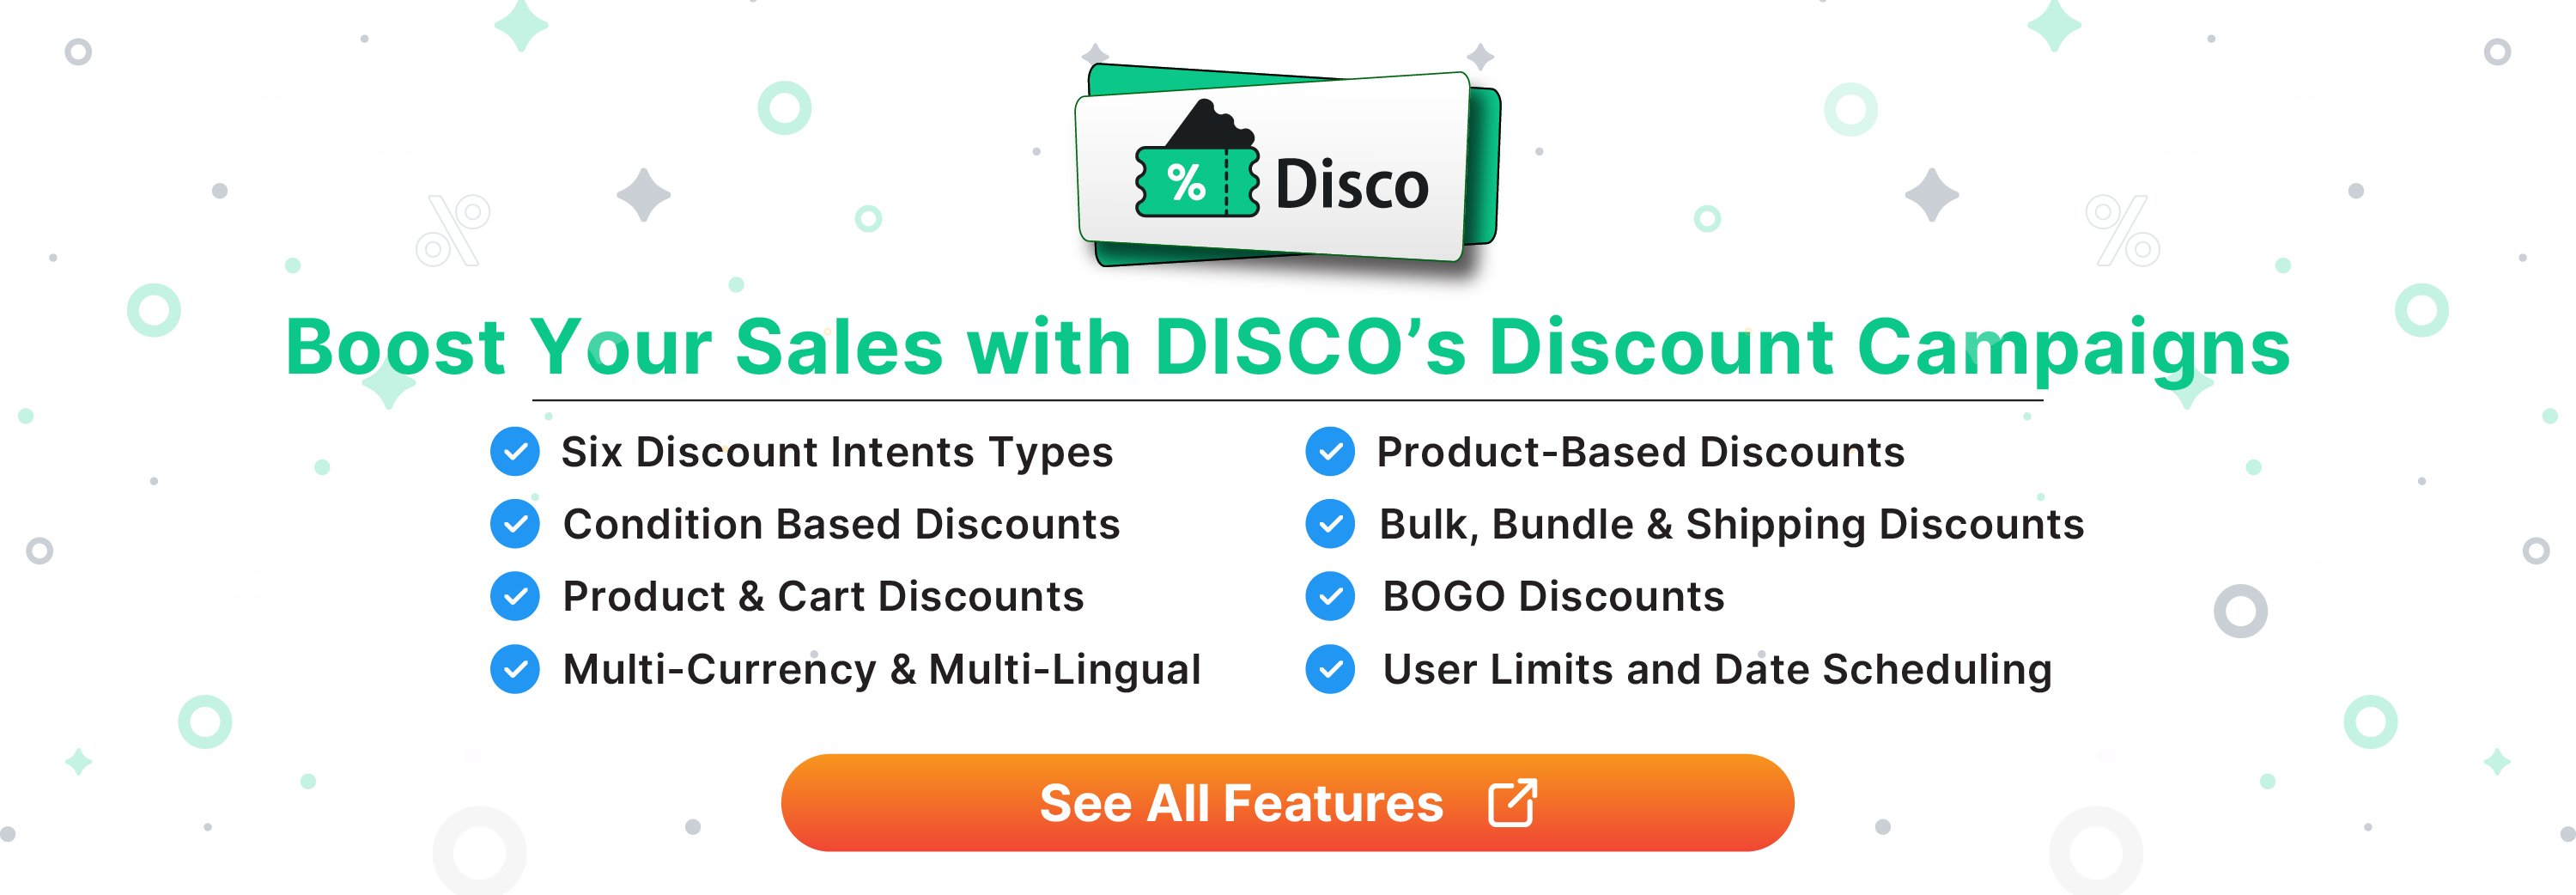 % Disco
Boost Your Sales with DISCO’s Discount Campaigns
Six Discount Intents Types
Condition Based Discounts
Product & Cart Discounts
Multi-Currency & Multi-Lingual
Product-Based Discounts
Bulk, Bundle & Shipping Discounts
BOGO Discounts
User Limits and Date Scheduling
See All Features